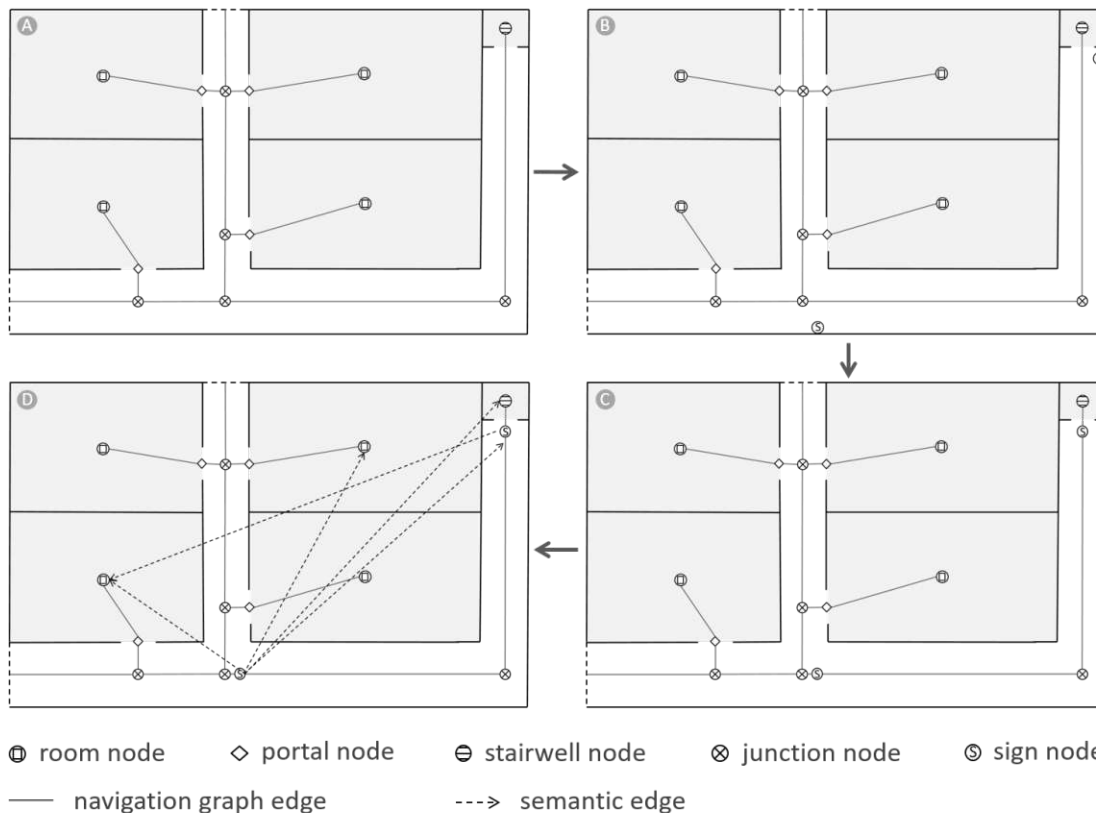 A
B
D
C
room node
portal node
stairwell node
junction node
S sign node
navigation graph edge
semantic edge